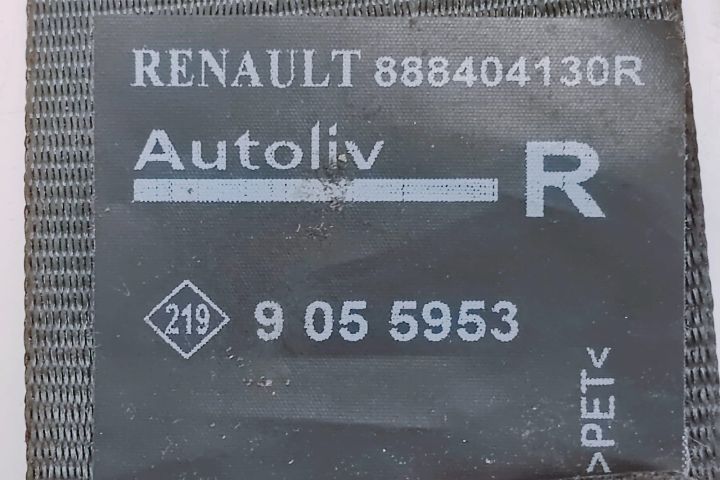 RENAULT 888404130R
Autoliv R
219 9 05 5953
>PET<